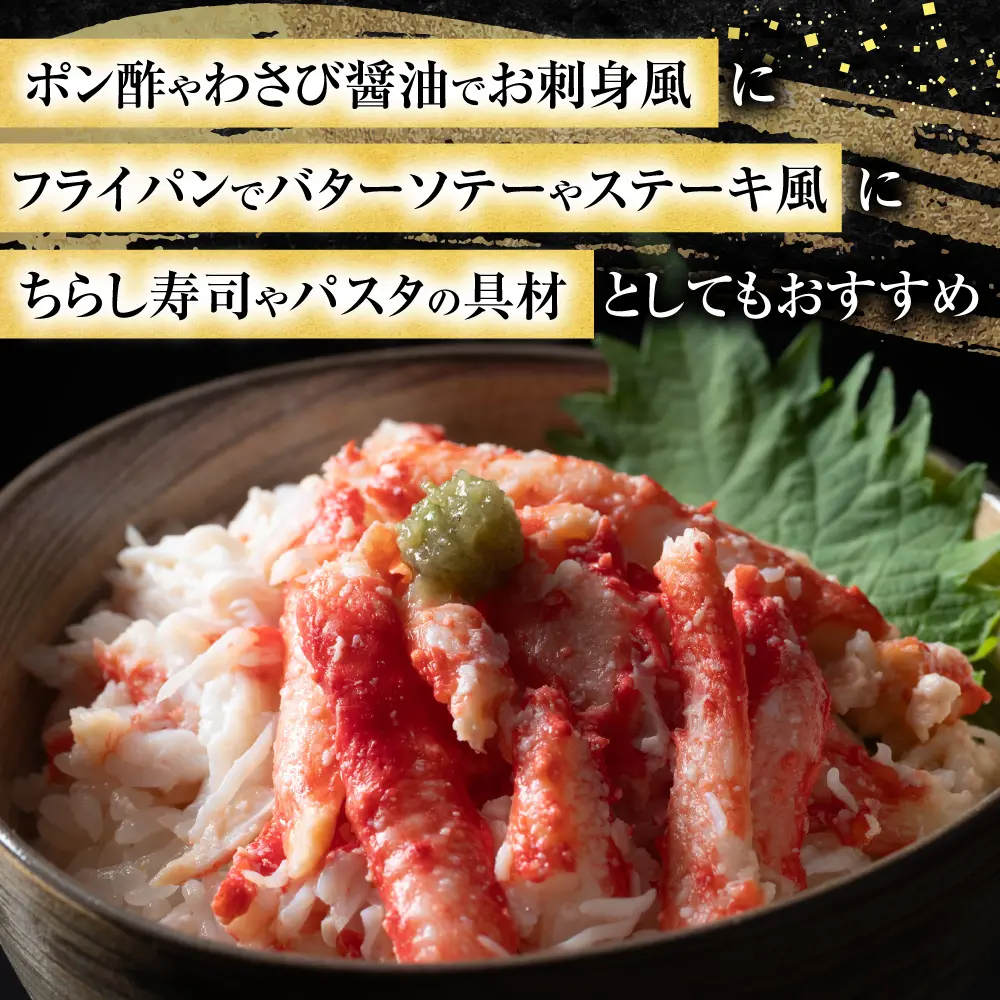 ポン酢やわさび醤油でお刺身風 に
フライパンでバターソテーやステーキ風 に
ちらし寿司やパスタの具材 としてもおすすめ